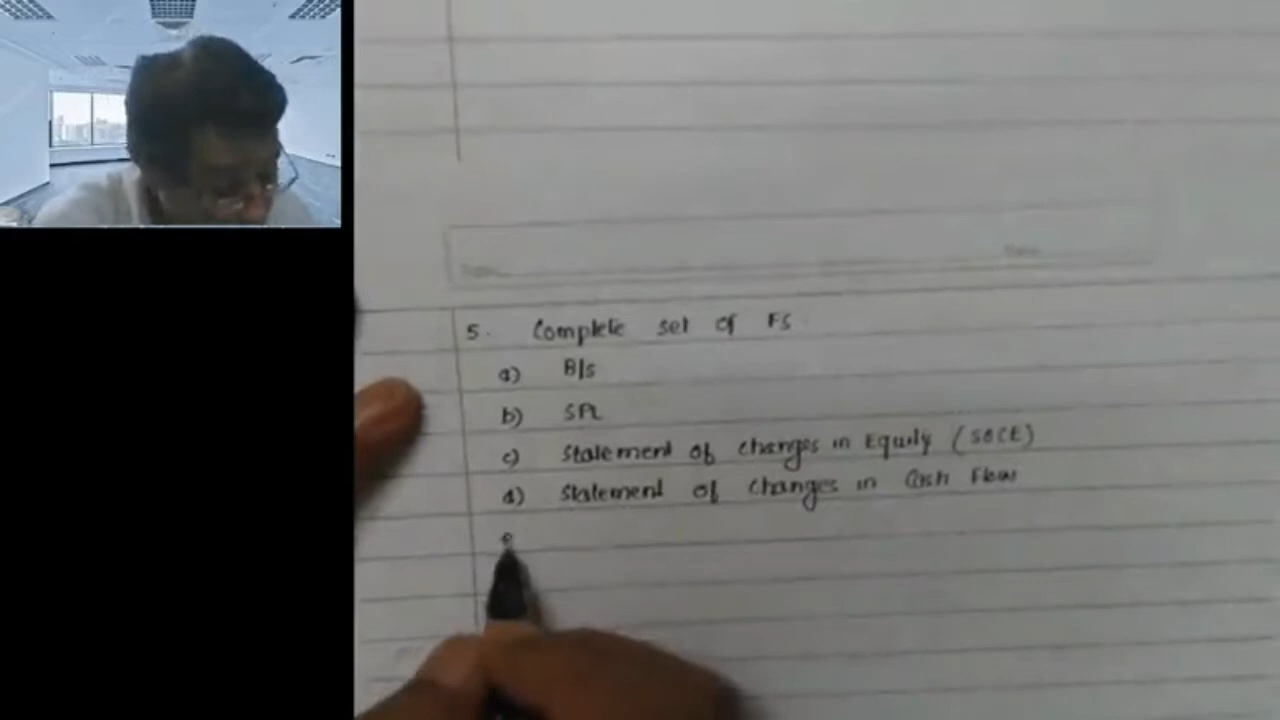 5. Complete set of FS
a) B/s
b) SPL
c) Statement of changes in Equity (SOCE)
d) Statement of changes in Cash Flow
e